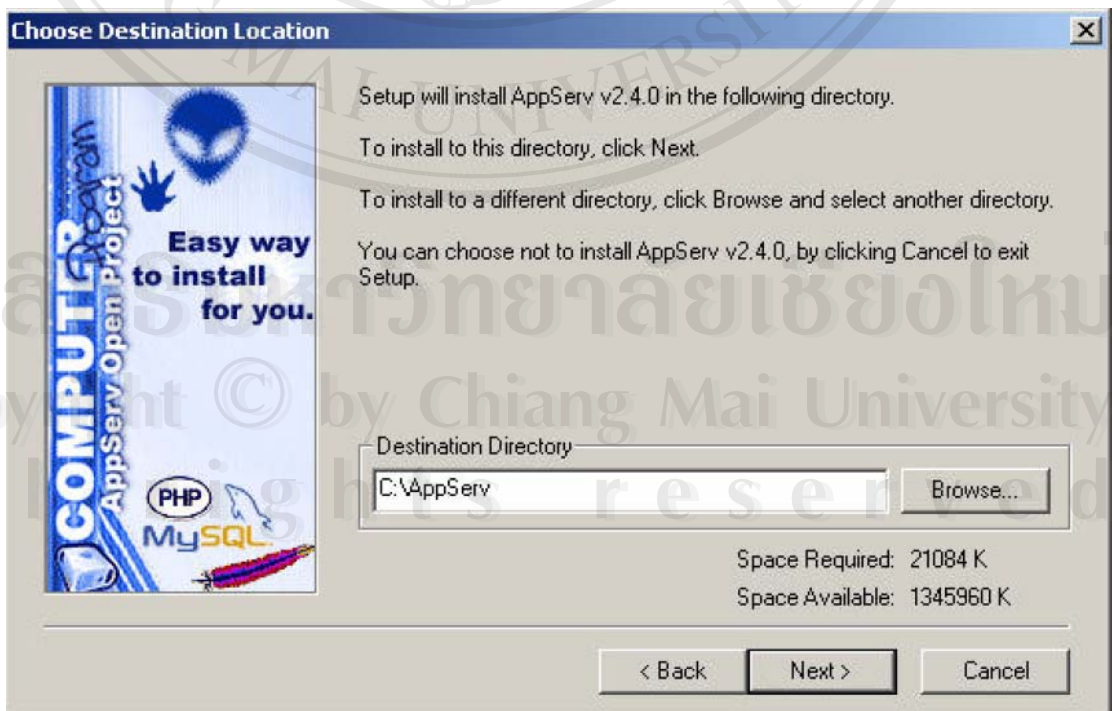 Choose Destination Location
MAI UNIVERS
Setup will install AppServ v2.4.0 in the following directory.
To install to this directory, click Next.
To install to a different directory, click Browse and select another directory.
You can choose not to install AppServ v2.4.0, by clicking Cancel to exit
Setup.
COMPUTER
Program
AppServ Open Project
Easy way
to install
for you.
PHP
MySQL
มหาวิทยาลัยเชียงใหม่
by Chiang Mai University
rights reserved
Destination Directory
C:\AppServ
Browse...
Space Required: 21084 K
Space Available: 1345960 K
< Back
Next >
Cancel